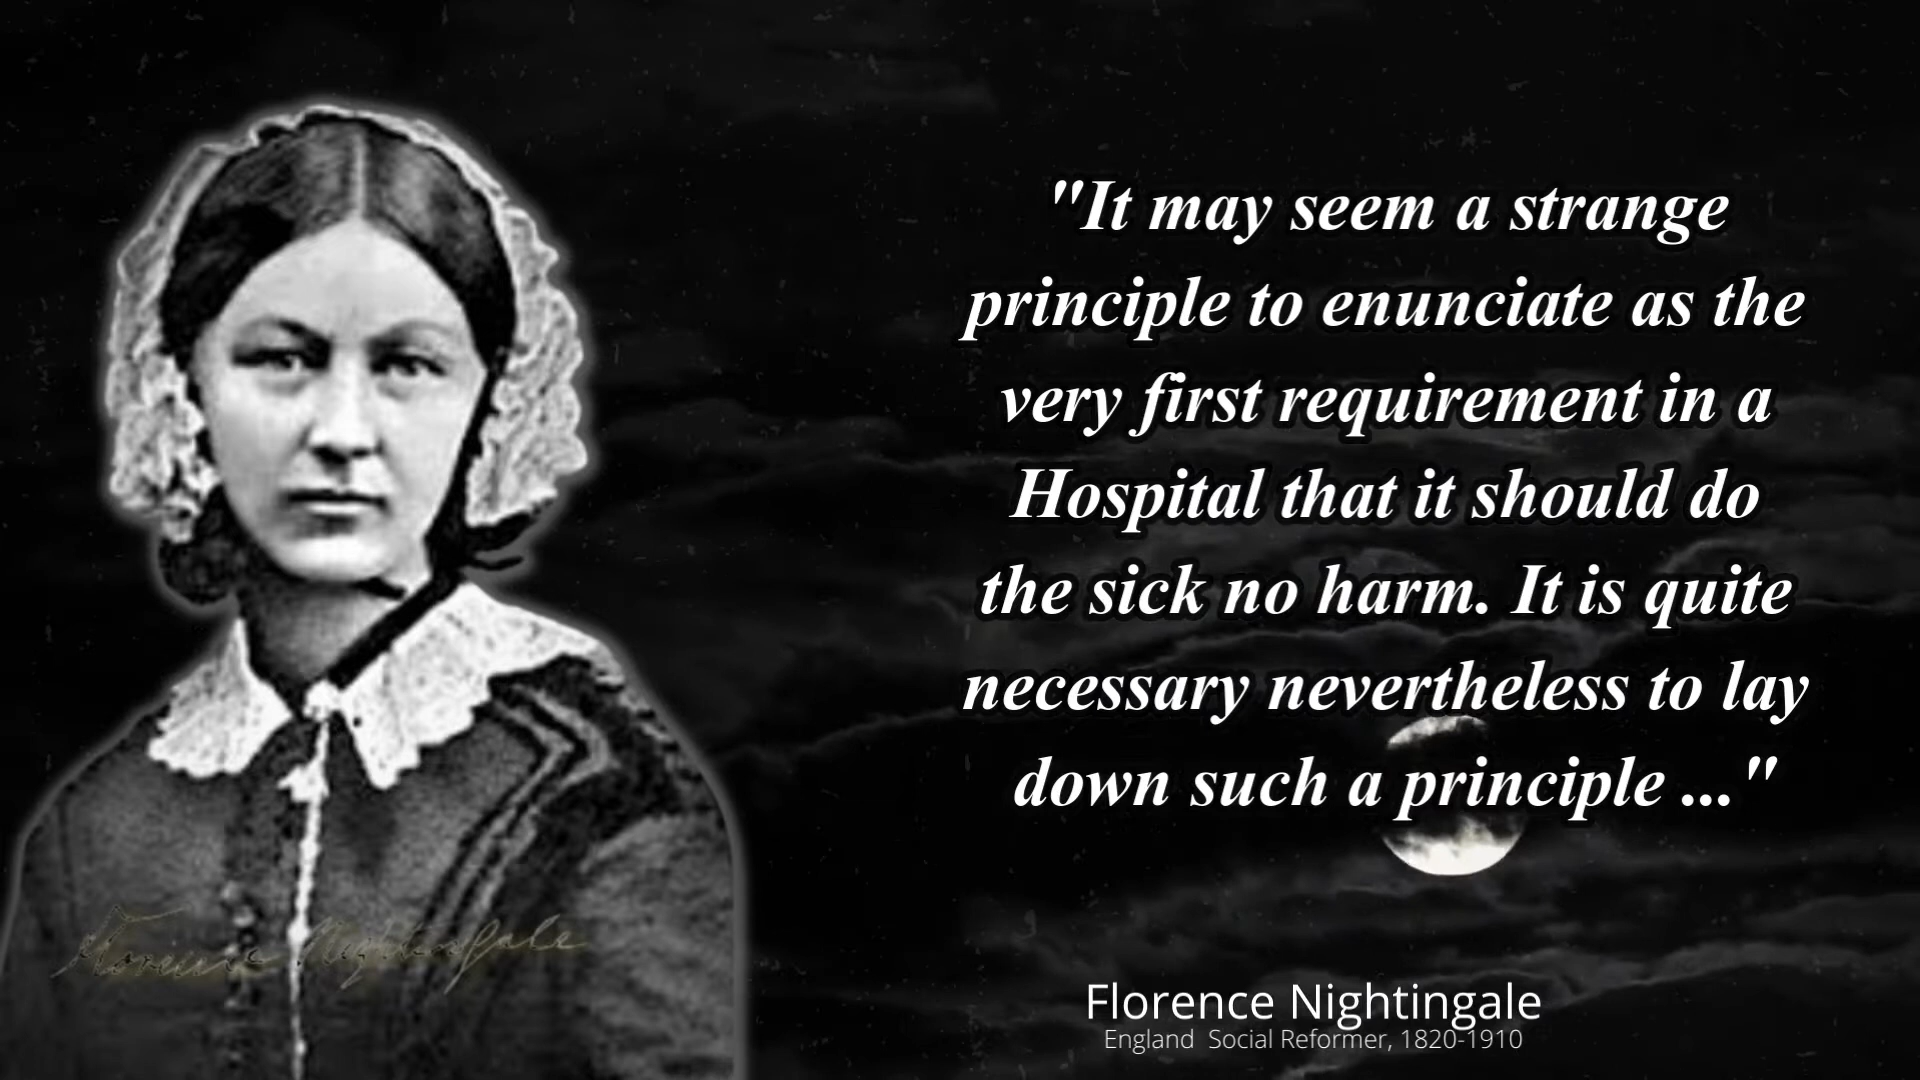 "It may seem a strange
principle to enunciate as the
very first requirement in a
Hospital that it should do
the sick no harm. It is quite
necessary nevertheless to lay
down such a principle ..."
Florence Nightingale
Florence Nightingale
England  Social Reformer, 1820-1910